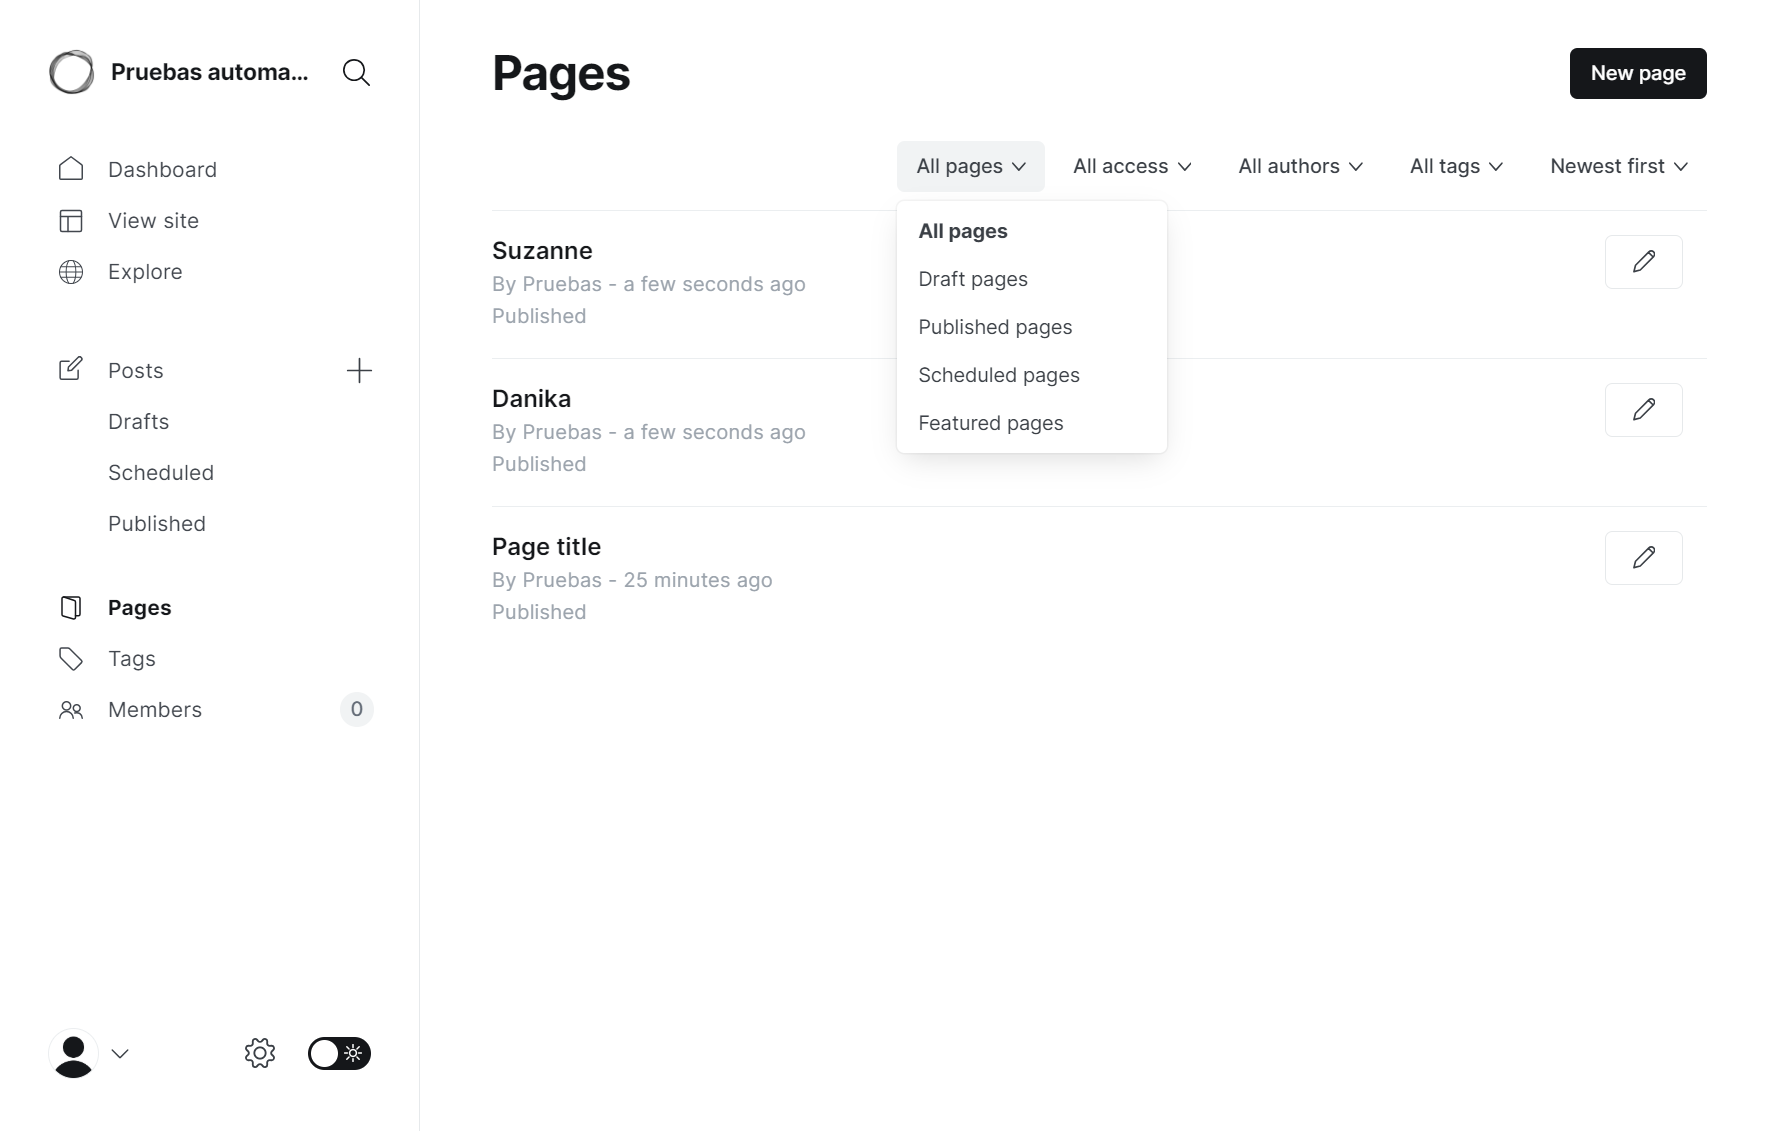 Pruebas automa...
Dashboard
View site
Explore
Posts
Drafts
Scheduled
Published
Pages
Tags
Members
0
Pages
New page
All pages
All access
All authors
All tags
Newest first
All pages
Draft pages
Published pages
Scheduled pages
Featured pages
Suzanne
By Pruebas - a few seconds ago
Published
Danika
By Pruebas - a few seconds ago
Published
Page title
By Pruebas - 25 minutes ago
Published